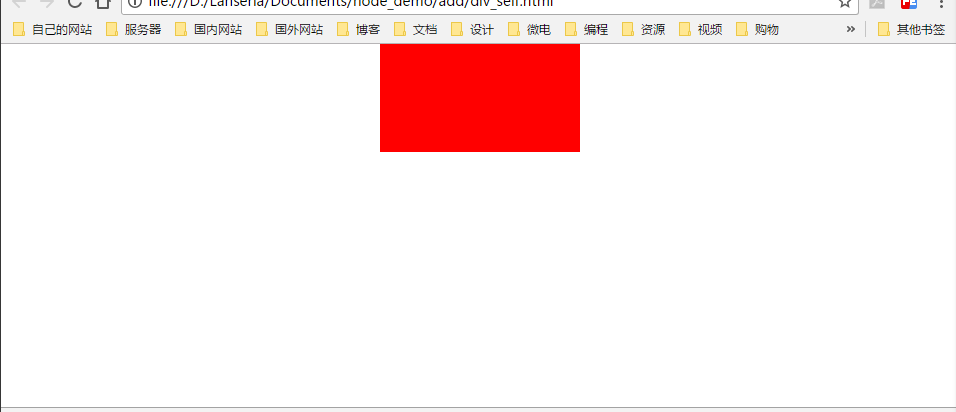 file:///D:/Lansena/Documents/node_demo/add/div_self.html
自己的网站 服务器 国内网站 国外网站 博客 文档 设计 微电 编程 资源 视频 购物 » 其他书签